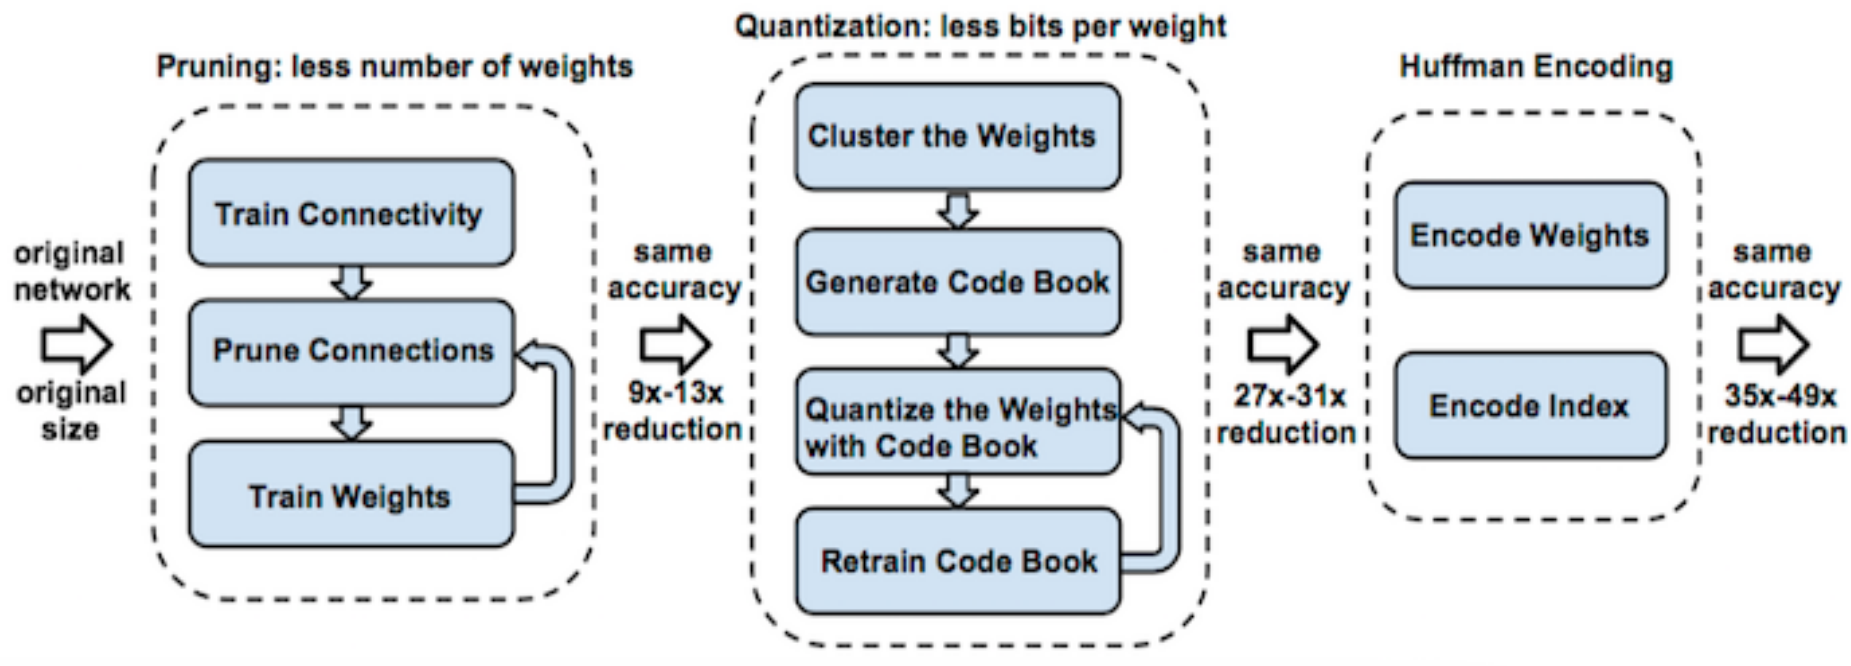 Pruning: less number of weights
Train Connectivity
Prune Connections
Train Weights
original
network
original
size
same
accuracy
9x-13x
reduction
Quantization: less bits per weight
Cluster the Weights
Generate Code Book
Quantize the Weights
with Code Book
Retrain Code Book
same
accuracy
27x-31x
reduction
Huffman Encoding
Encode Weights
Encode Index
same
accuracy
35x-49x
reduction